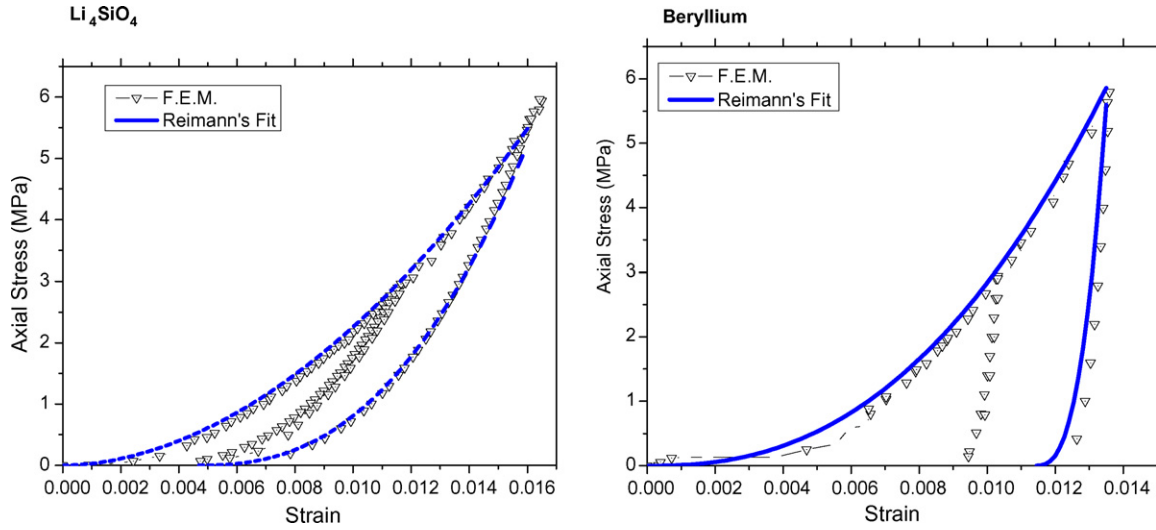 Li4SiO4
F.E.M.
Reimann's Fit
Axial Stress (MPa)
6
5
4
3
2
1
0
0.000 0.002 0.004 0.006 0.008 0.010 0.012 0.014 0.016
Strain
Beryllium
F.E.M.
Reimann's Fit
Axial Stress (MPa)
6
5
4
3
2
1
0
0.000 0.002 0.004 0.006 0.008 0.010 0.012 0.014
Strain